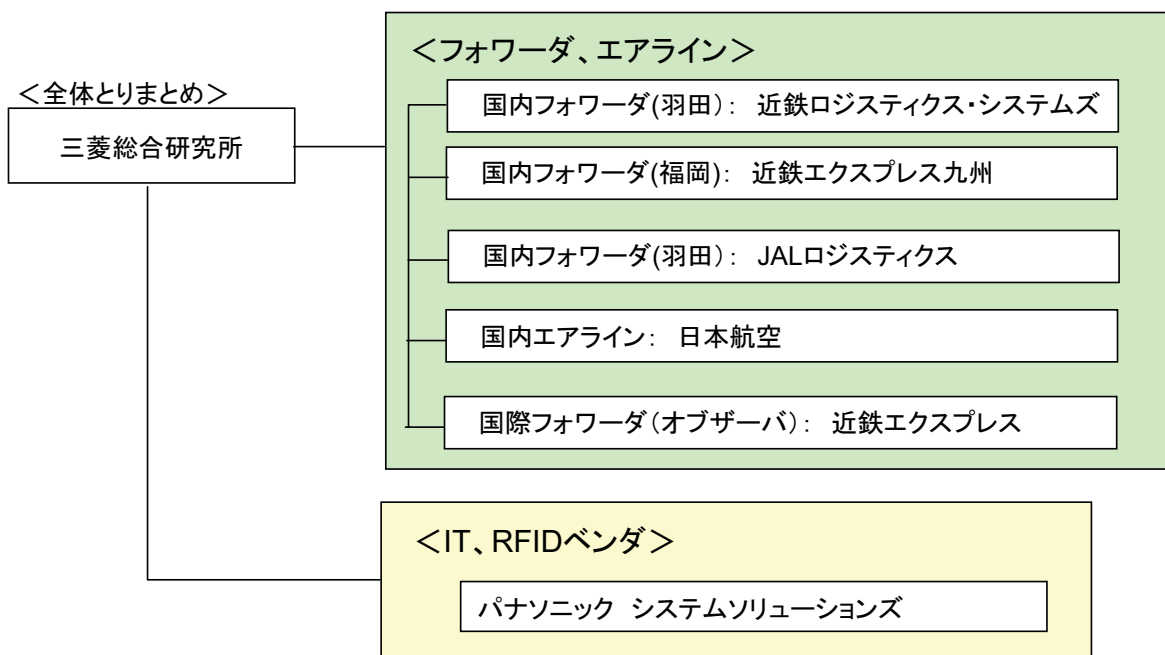 ＜全体とりまとめ＞
三菱総合研究所
＜フォワーダ、エアライン＞
国内フォワーダ(羽田)： 近鉄ロジスティクス・システムズ
国内フォワーダ(福岡)： 近鉄エクスプレス九州
国内フォワーダ(羽田)： JALロジスティクス
国内エアライン： 日本航空
国際フォワーダ（オブザーバ）： 近鉄エクスプレス
＜IT、RFIDベンダ＞
パナソニック システムソリューションズ